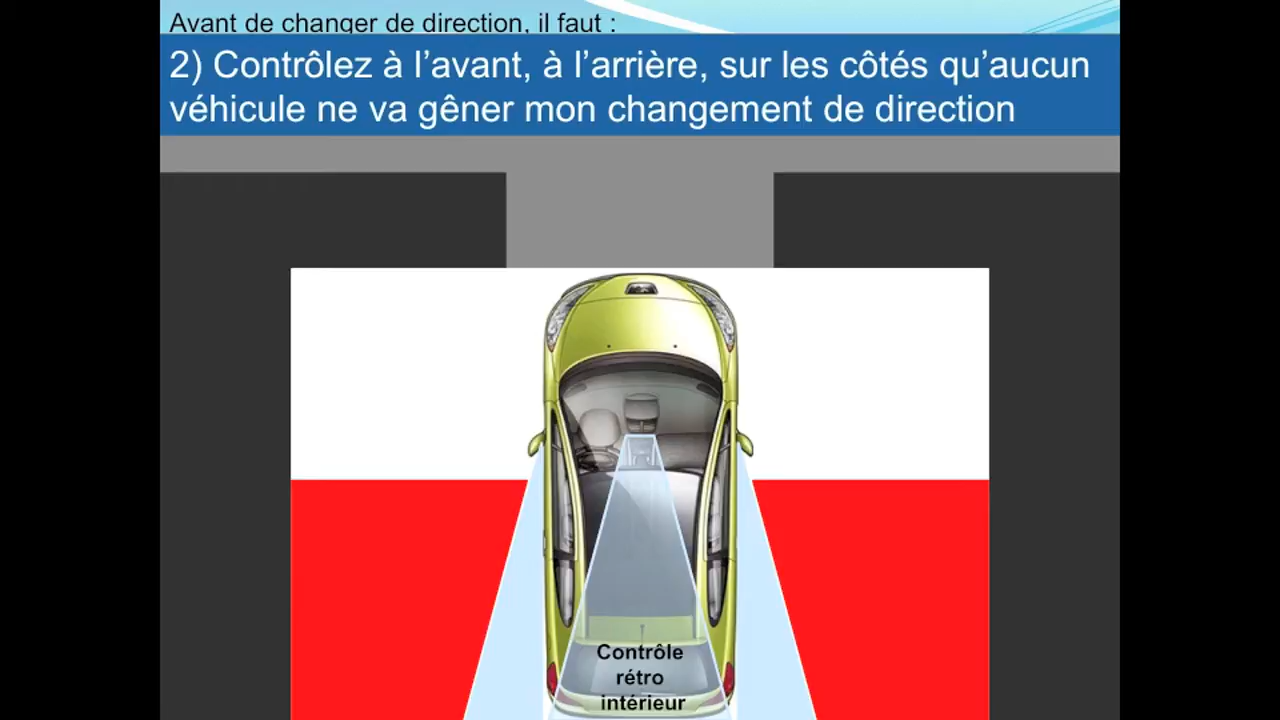 Avant de changer de direction, il faut :
2) Contrôlez à l’avant, à l’arrière, sur les côtés qu’aucun
véhicule ne va gêner mon changement de direction
Contrôle
rétro
intérieur